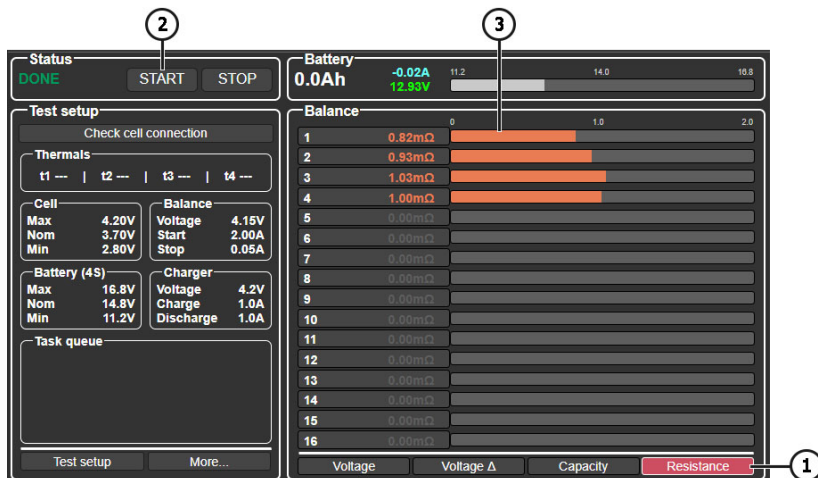 2
3
Status
DONE START STOP
Battery
0.0Ah -0.02A 12.93V 11.2 14.0 16.8
Test setup
Check cell connection
Thermals
t1 --- | t2 --- | t3 --- | t4 ---
Cell
Max 4.20V
Nom 3.70V
Min 2.80V
Balance
Voltage 4.15V
Start 2.00A
Stop 0.05A
Battery (4S)
Max 16.8V
Nom 14.8V
Min 11.2V
Charger
Voltage 4.2V
Charge 1.0A
Discharge 1.0A
Task queue
Test setup More...
Balance
0 1.0 2.0
1 0.82mΩ
2 0.93mΩ
3 1.03mΩ
4 1.00mΩ
5 0.00mΩ
6 0.00mΩ
7 0.00mΩ
8 0.00mΩ
9 0.00mΩ
10 0.00mΩ
11 0.00mΩ
12 0.00mΩ
13 0.00mΩ
14 0.00mΩ
15 0.00mΩ
16 0.00mΩ
Voltage Voltage Δ Capacity Resistance
1